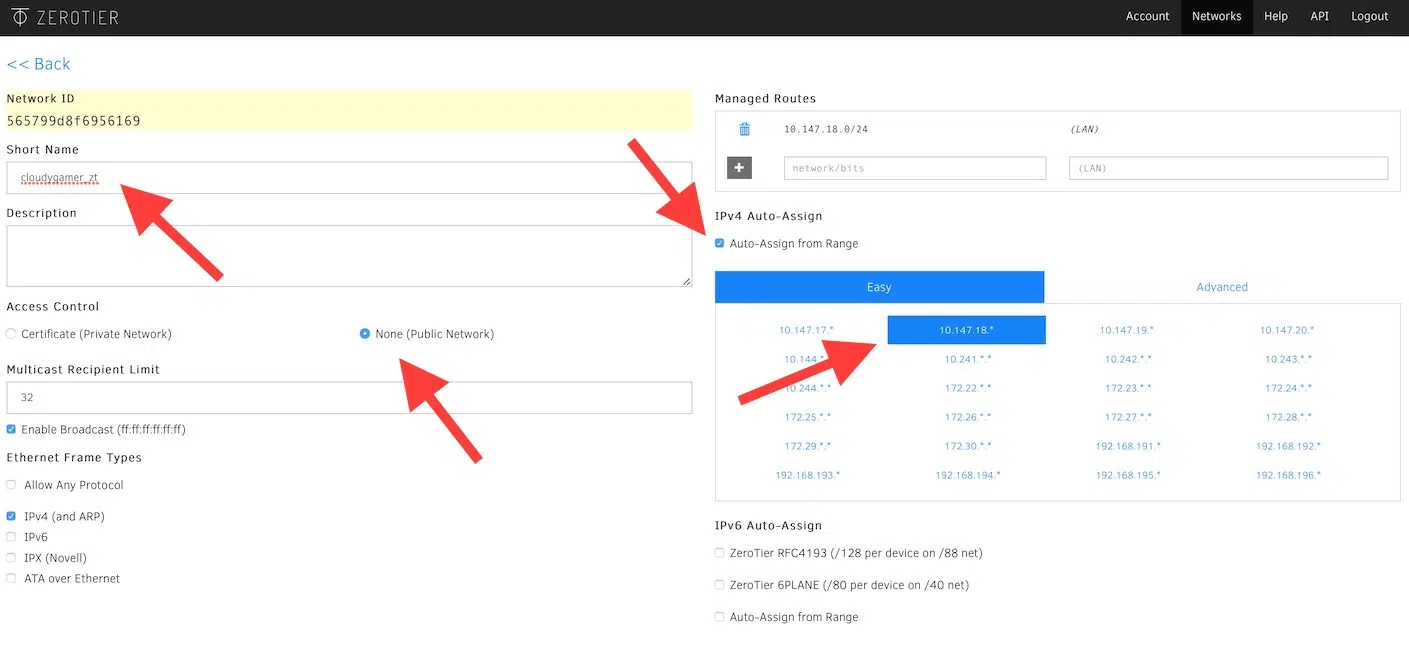 ZEROTIER
Account Networks Help API Logout
<< Back
Network ID
565799d8f6956169
Short Name
cloudygamer_zt
Description
Access Control
Certificate (Private Network) None (Public Network)
Multicast Recipient Limit
32
Enable Broadcast (ff:ff:ff:ff:ff:ff)
Ethernet Frame Types
Allow Any Protocol
IPv4 (and ARP)
IPv6
IPX (Novell)
ATA over Ethernet
Managed Routes
10.147.18.0/24 (LAN)
+ network/bits (LAN)
IPv4 Auto-Assign
Auto-Assign from Range
Easy Advanced
10.147.17.* 10.147.18.* 10.147.19.* 10.147.20.*
10.144.*.* 10.241.*.* 10.242.*.* 10.243.*.*
10.244.*.* 172.22.*.* 172.23.*.* 172.24.*.*
172.25.*.* 172.26.*.* 172.27.*.* 172.28.*.*
172.29.*.* 172.30.*.* 192.168.191.* 192.168.192.*
192.168.193.* 192.168.194.* 192.168.195.* 192.168.196.*
IPv6 Auto-Assign
ZeroTier RFC4193 (/128 per device on /88 net)
ZeroTier 6PLANE (/80 per device on /40 net)
Auto-Assign from Range